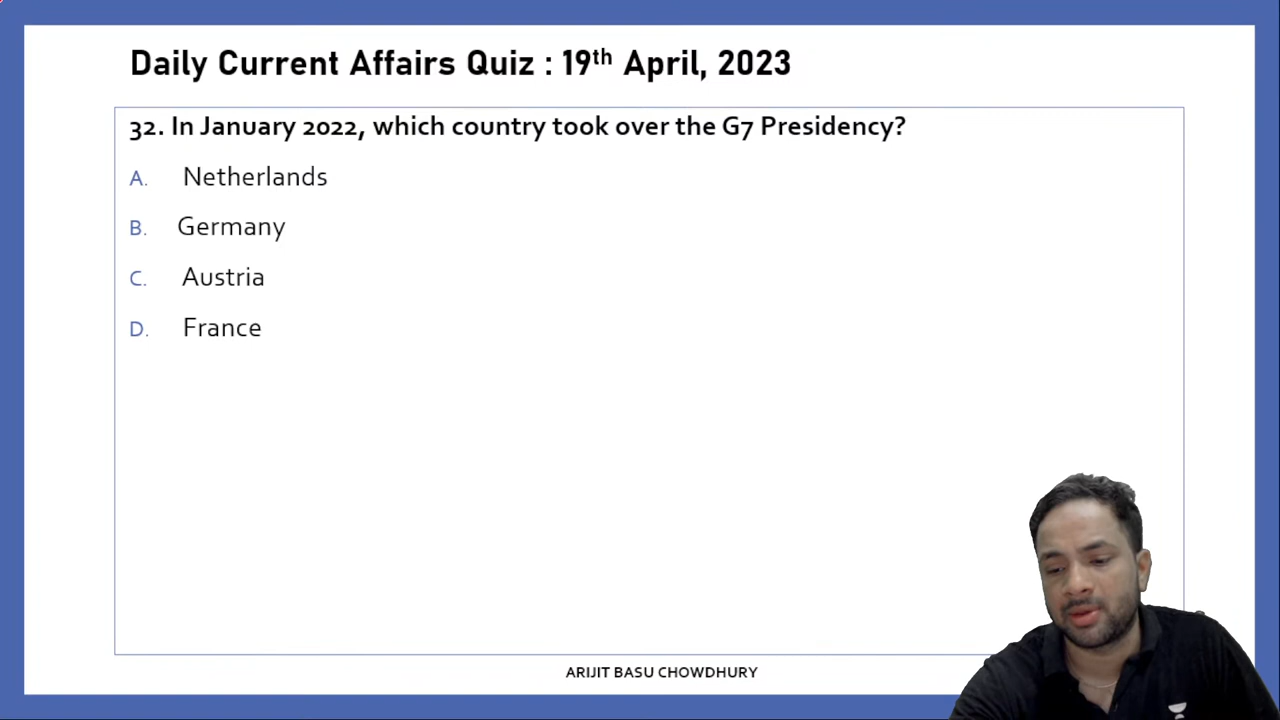 Daily Current Affairs Quiz : 19th April, 2023
32. In January 2022, which country took over the G7 Presidency?
A. Netherlands
B. Germany
C. Austria
D. France
ARIJIT BASU CHOWDHURY